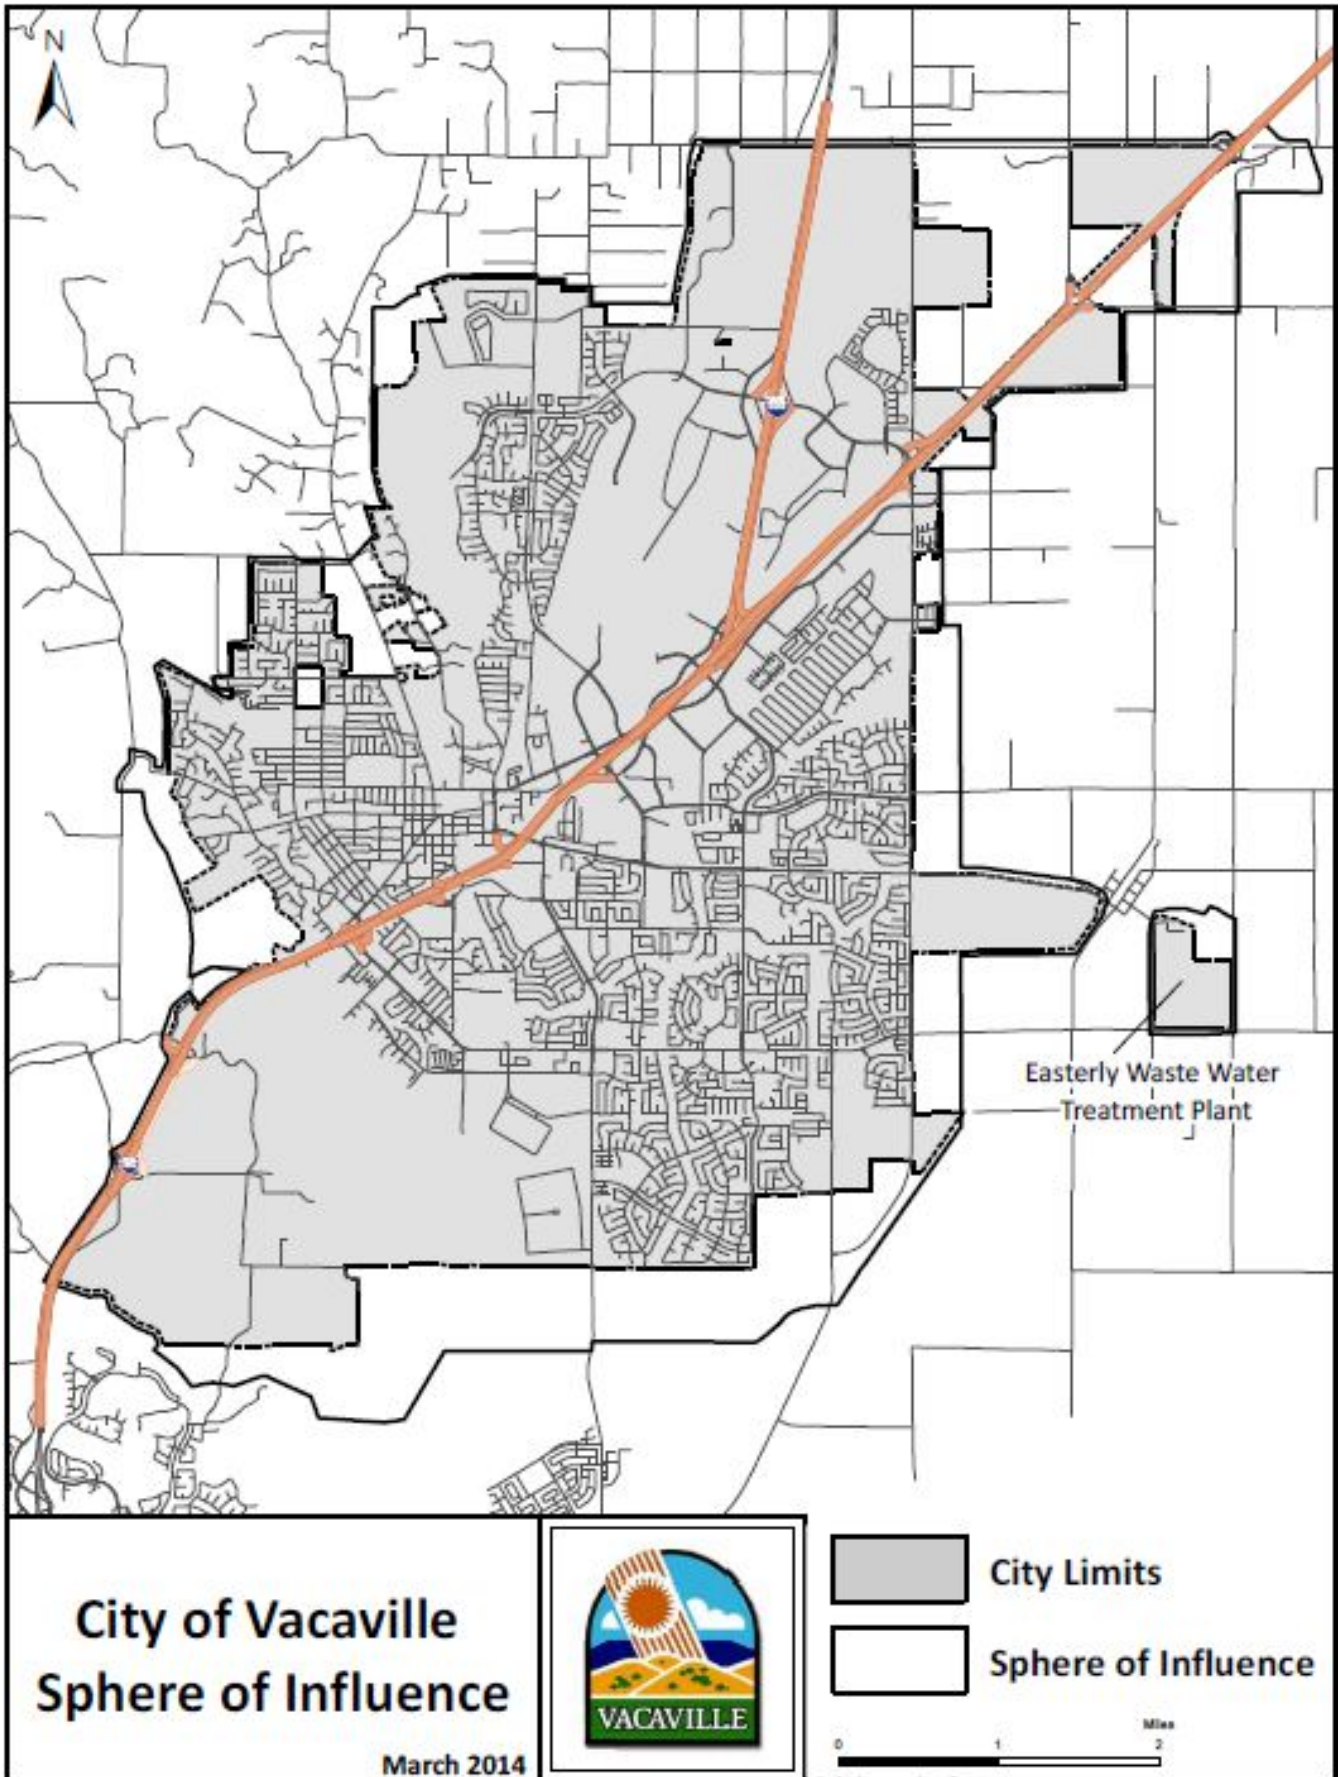 N
Easterly Waste Water
Treatment Plant
City of Vacaville
Sphere of Influence
March 2014
VACAVILLE
City Limits
Sphere of Influence
Miles
0 1 2